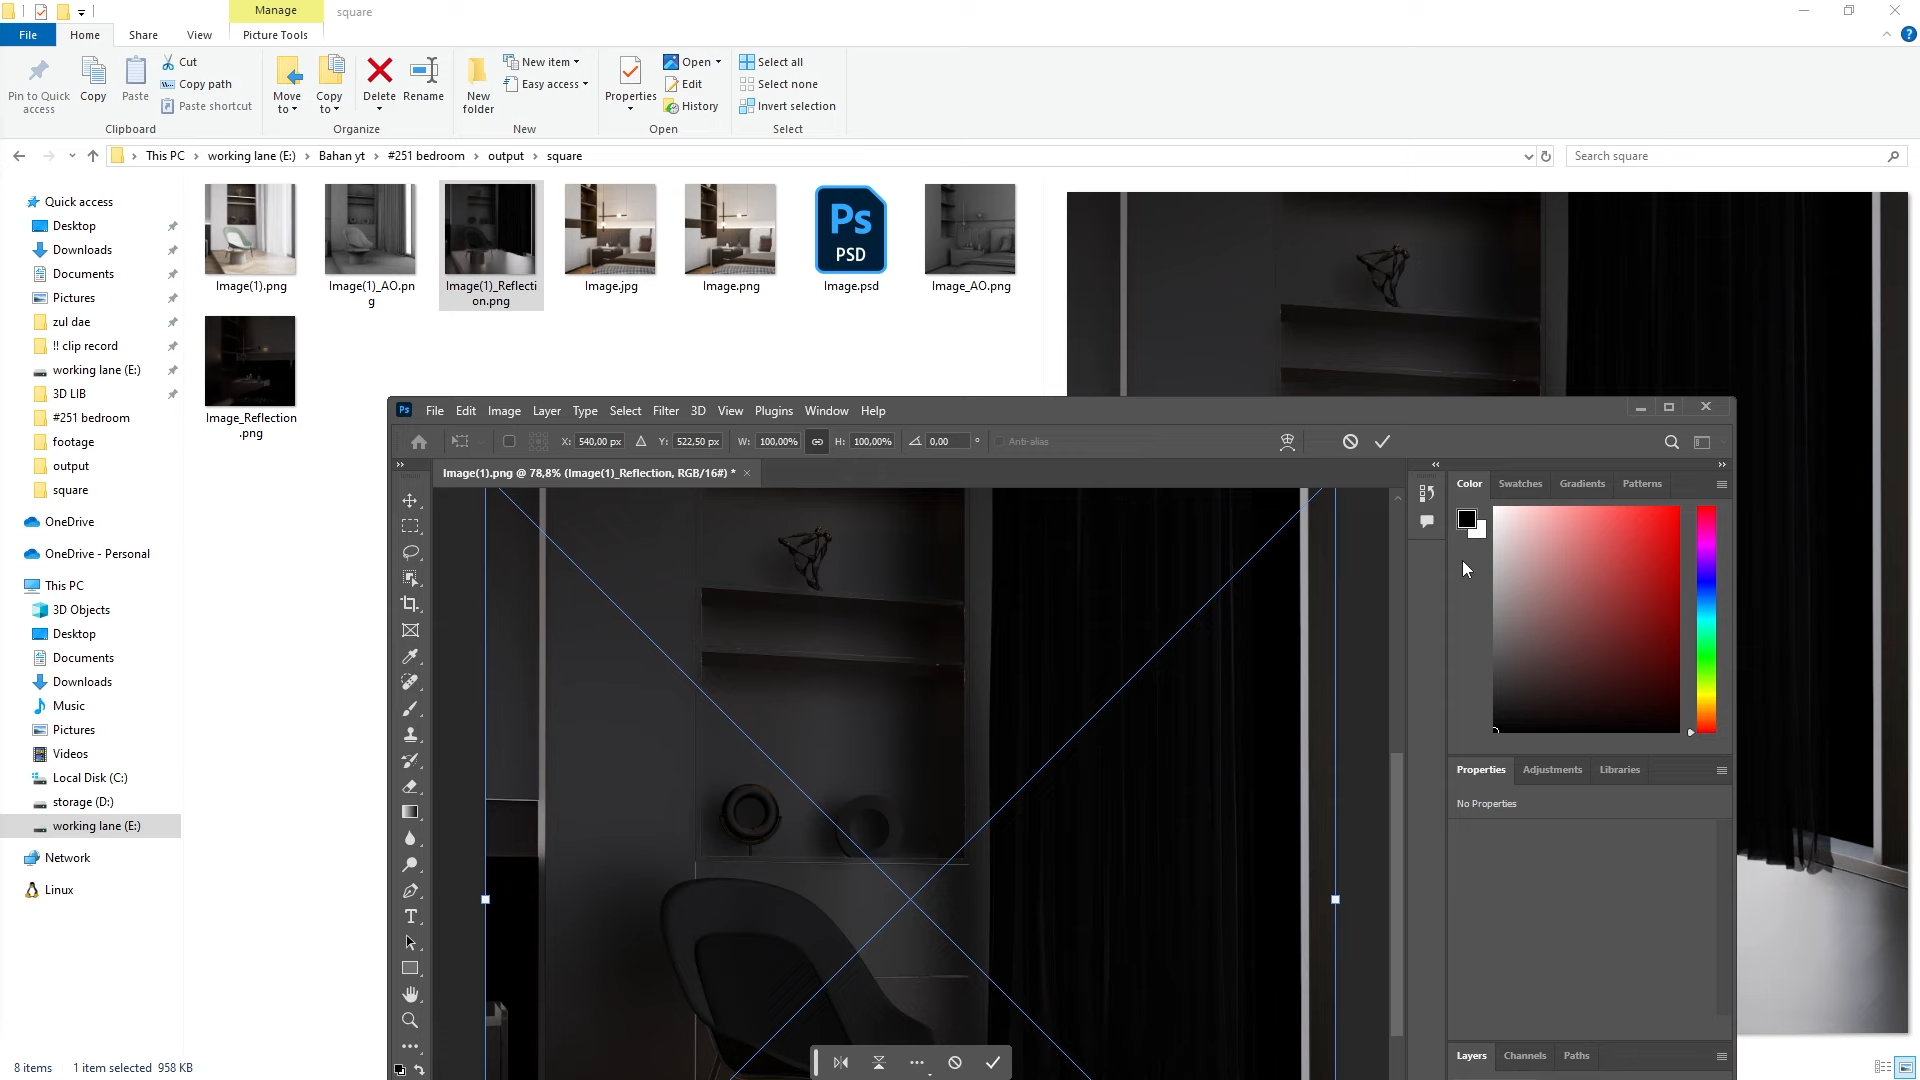 Manage
square
File
Home
Share
View
Picture Tools
Pin to Quick access
Copy
Paste
Cut
Copy path
Paste shortcut
Clipboard
Move to
Copy to
Delete
Rename
Organize
New folder
New item
Easy access
New
Properties
Open
Edit
History
Open
Select all
Select none
Invert selection
Select
This PC
working lane (E:)
Bahan yt
#251 bedroom
output
square
Search square
Quick access
Desktop
Downloads
Documents
Pictures
zul dae
!! clip record
working lane (E:)
3D LIB
#251 bedroom
footage
output
square
OneDrive
OneDrive - Personal
This PC
3D Objects
Desktop
Documents
Downloads
Music
Pictures
Videos
Local Disk (C:)
storage (D:)
working lane (E:)
Network
Linux
Image(1).png
Image(1)_AO.pn
g
Image(1)_Reflecti
on.png
Image.jpg
Image.png
Ps
PSD
Image.psd
Image_AO.png
Image_Reflection
.png
Ps
File
Edit
Image
Layer
Type
Select
Filter
3D
View
Plugins
Window
Help
X: 540,00 px
Y: 522,50 px
W: 100,00%
H: 100,00%
0,00
°
Anti-alias
Image(1).png @ 78,8% (Image(1)_Reflection, RGB/16#) *
Color
Swatches
Gradients
Patterns
Properties
Adjustments
Libraries
No Properties
Layers
Channels
Paths
8 items
1 item selected 958 KB